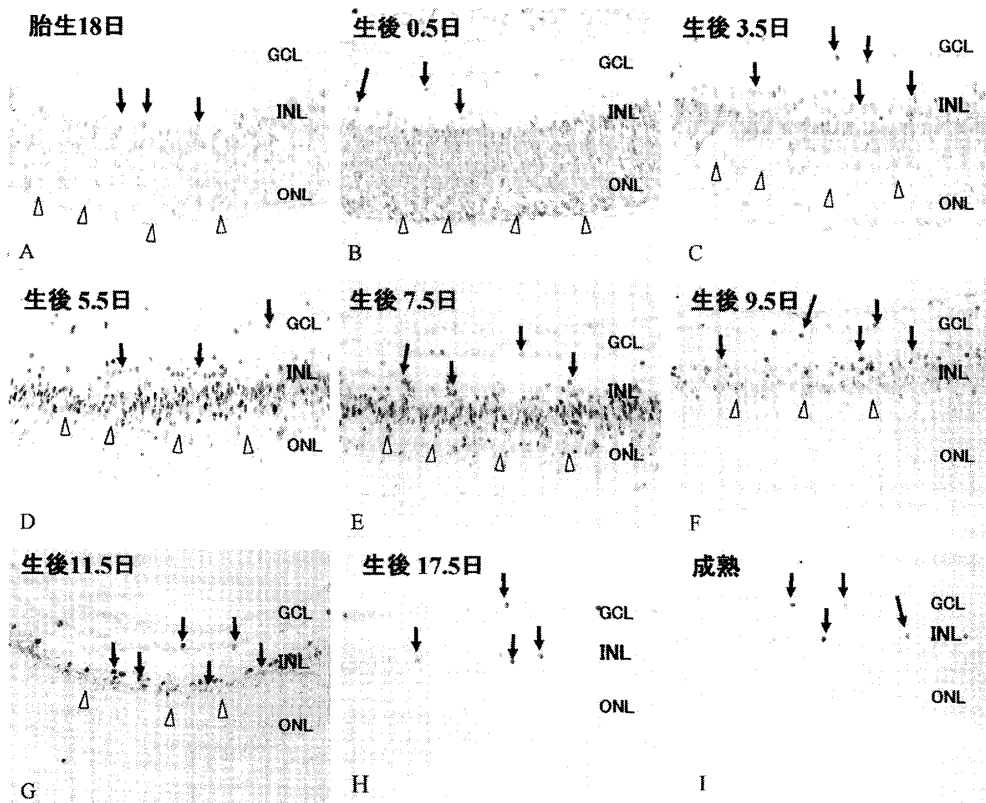 胎生18日
GCL
INL
ONL
A
生後 0.5日
GCL
INL
ONL
B
生後 3.5日
GCL
INL
ONL
C
生後 5.5日
GCL
INL
ONL
D
生後 7.5日
GCL
INL
ONL
E
生後 9.5日
GCL
INL
ONL
F
生後11.5日
GCL
INL
ONL
G
生後 17.5日
GCL
INL
ONL
H
成熟
GCL
INL
ONL
I